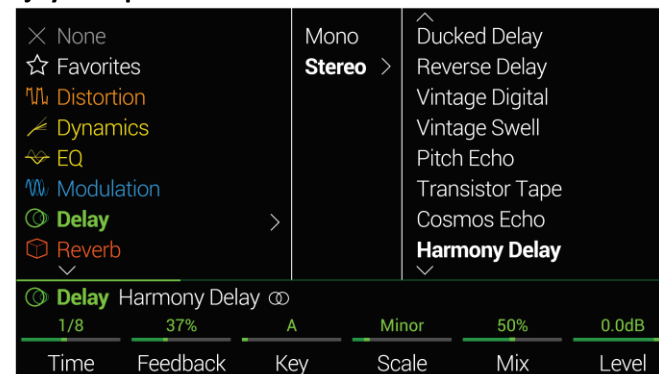 None
Favorites
Distortion
Dynamics
EQ
Modulation
Delay
Reverb
Mono
Stereo
Ducked Delay
Reverse Delay
Vintage Digital
Vintage Swell
Pitch Echo
Transistor Tape
Cosmos Echo
Harmony Delay
Delay Harmony Delay
1/8 37% A Minor 50% 0.0dB
Time Feedback Key Scale Mix Level